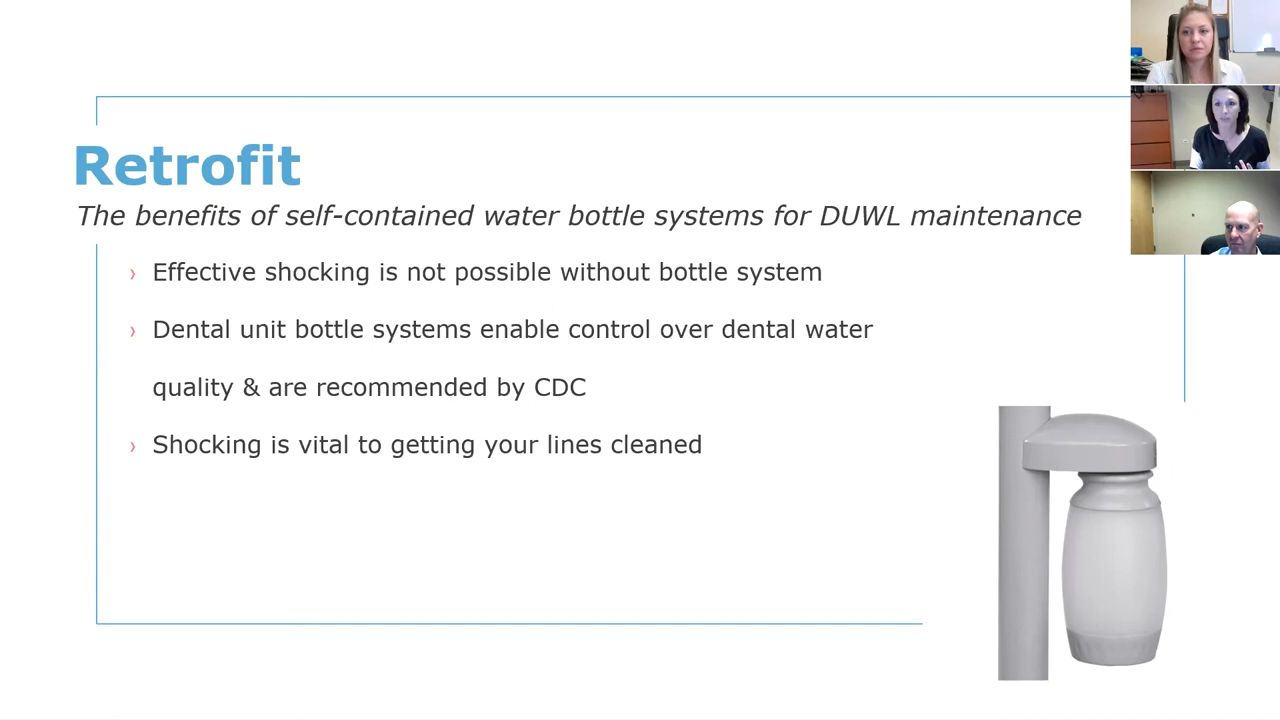 Retrofit
The benefits of self-contained water bottle systems for DUWL maintenance
› Effective shocking is not possible without bottle system
› Dental unit bottle systems enable control over dental water
quality & are recommended by CDC
› Shocking is vital to getting your lines cleaned